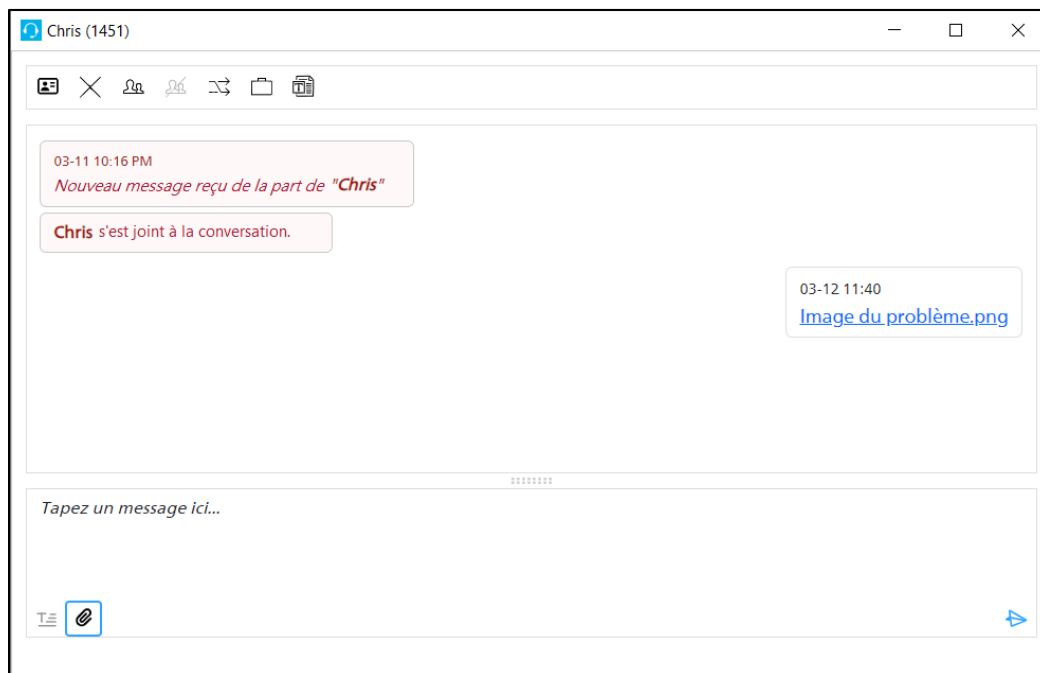 Chris (1451)
03-11 10:16 PM
Nouveau message reçu de la part de "Chris"
Chris s'est joint à la conversation.
03-12 11:40
Image du problème.png
Tapez un message ici...